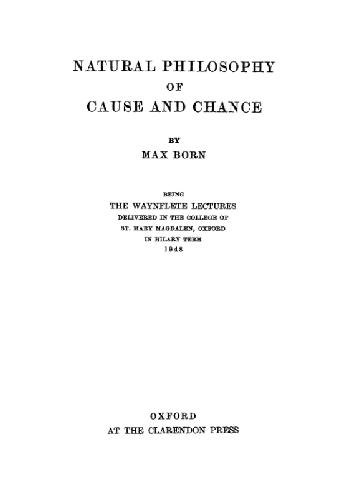 NATURAL PHILOSOPHY
OF
CAUSE AND CHANCE
BY
MAX BORN
BEING
THE WAYNFLETE LECTURES
DELIVERED IN THE COLLEGE OF
ST. MARY MAGDALEN, OXFORD
IN HILARY TERM
1948
OXFORD
AT THE CLARENDON PRESS